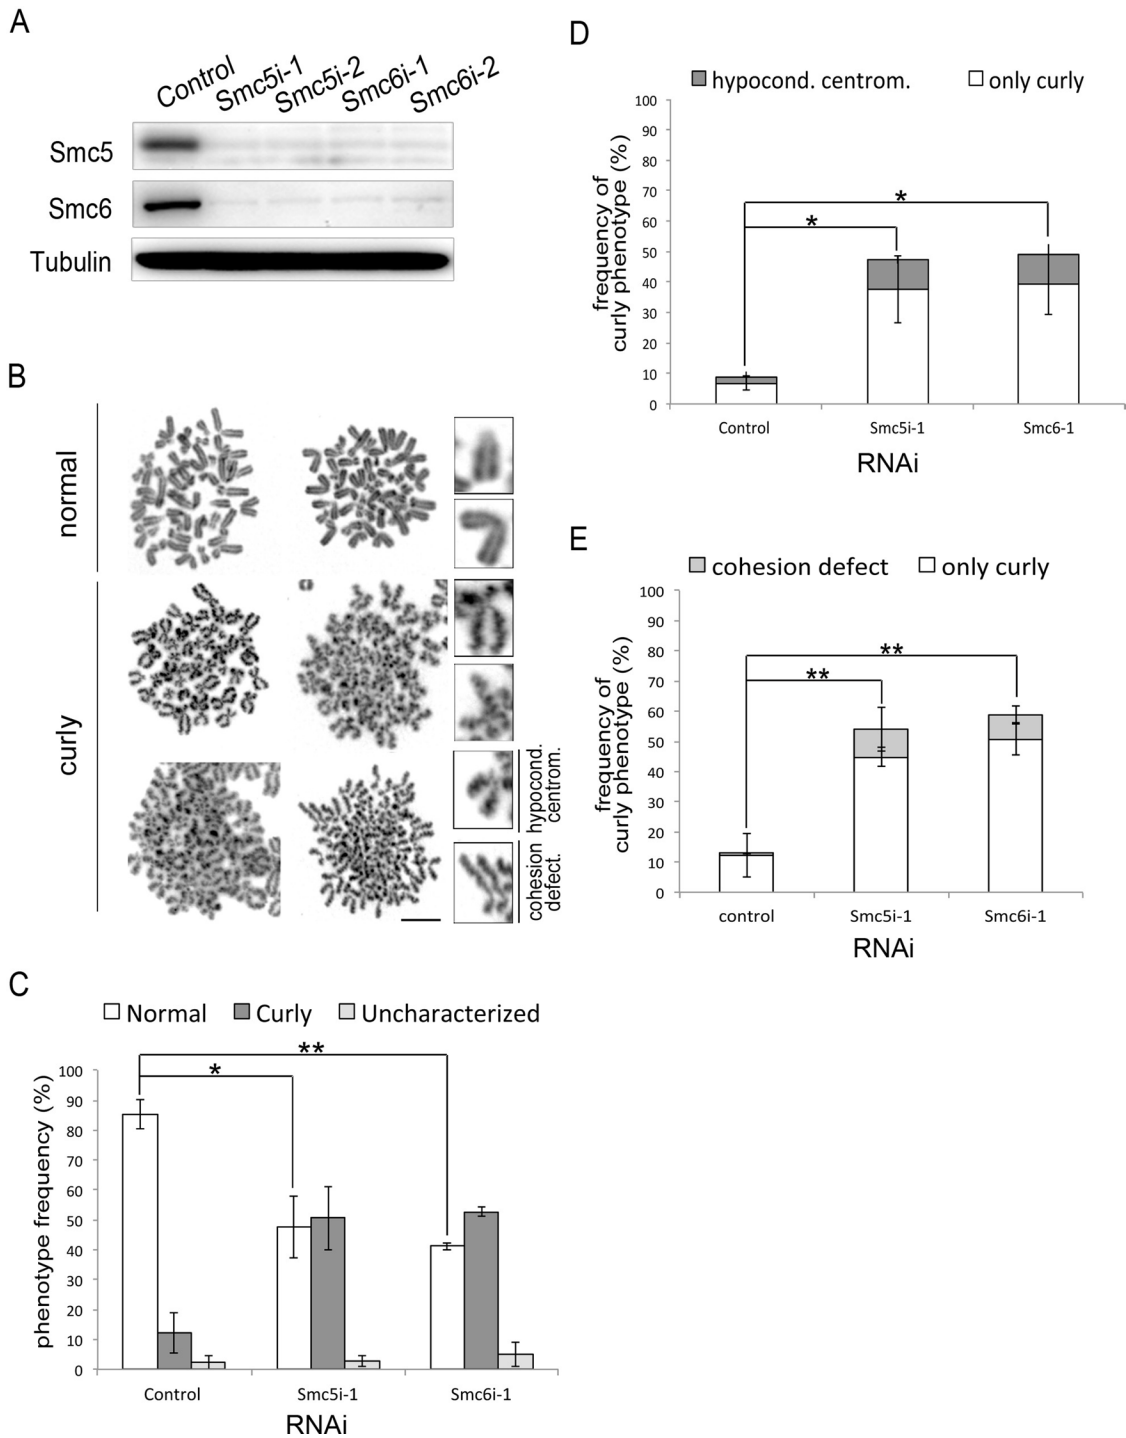 A
Control
Smc5i-1
Smc5i-2
Smc6i-1
Smc6i-2
Smc5
Smc6
Tubulin
B
normal
curly
hypocond.
centrom.
cohesion
defect.
C
Normal Curly Uncharacterized
phenotype frequency (%)
**
*
100
90
80
70
60
50
40
30
20
10
0
Control Smc5i-1 Smc6i-1
RNAi
D
hypocond. centrom. only curly
frequency of
curly phenotype (%)
*
*
100
90
80
70
60
50
40
30
20
10
0
Control Smc5i-1 Smc6-1
RNAi
E
cohesion defect only curly
frequency of
curly phenotype (%)
**
**
100
90
80
70
60
50
40
30
20
10
0
control Smc5i-1 Smc6i-1
RNAi